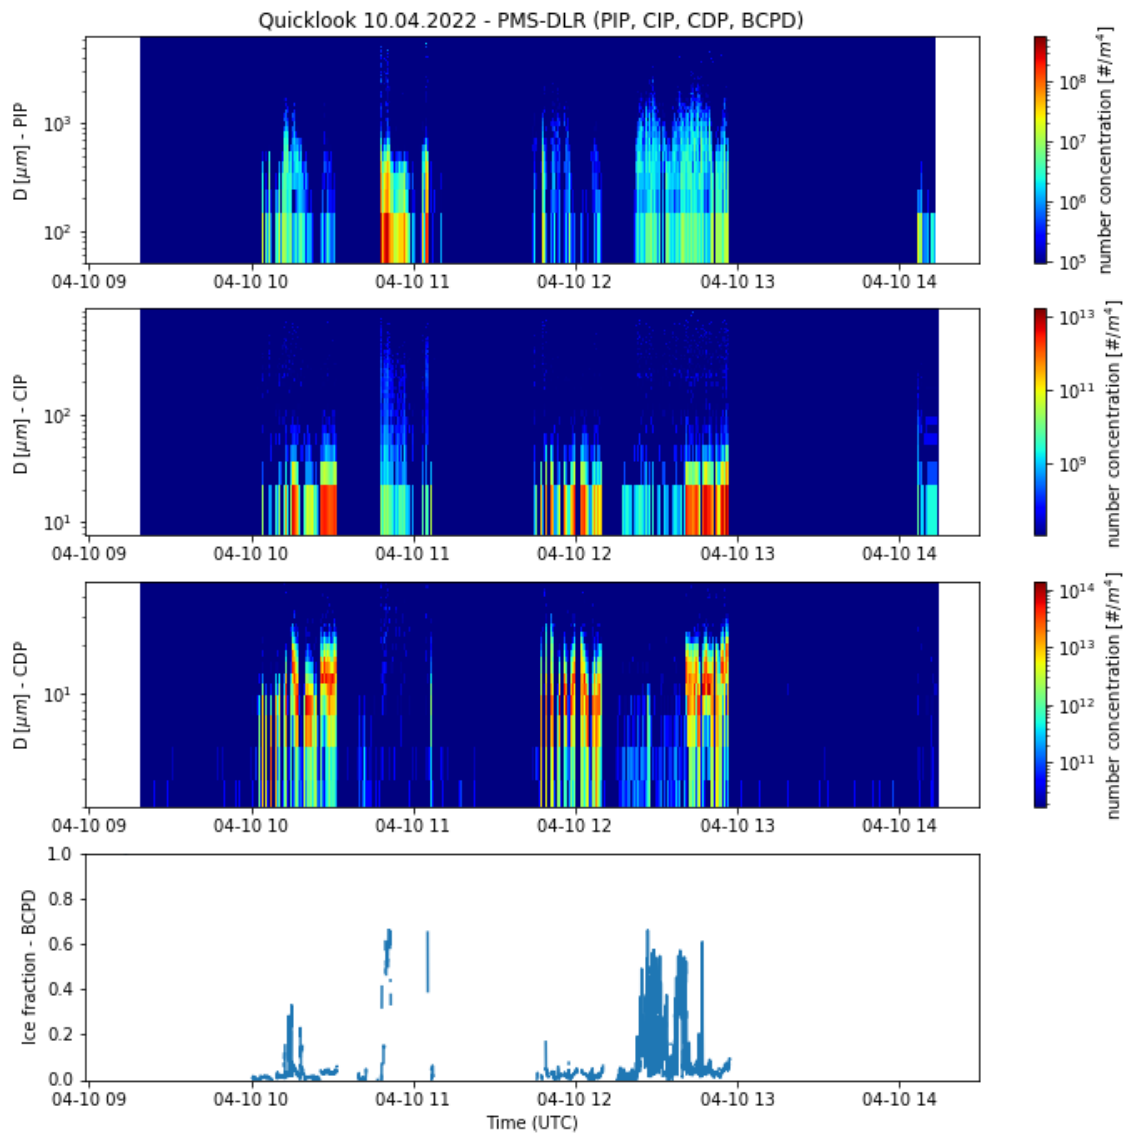 Quicklook 10.04.2022 - PMS-DLR (PIP, CIP, CDP, BCPD)
D [μm] - PIP
10³
10²
04-10 09 04-10 10 04-10 11 04-10 12 04-10 13 04-10 14
10⁸
10⁷
10⁶
10⁵
number concentration [#/m⁴]
D [μm] - CIP
10²
10¹
04-10 09 04-10 10 04-10 11 04-10 12 04-10 13 04-10 14
10¹³
10¹¹
10⁹
number concentration [#/m⁴]
D [μm] - CDP
10¹
04-10 09 04-10 10 04-10 11 04-10 12 04-10 13 04-10 14
10¹⁴
10¹³
10¹²
10¹¹
number concentration [#/m⁴]
Ice fraction - BCPD
1.0
0.8
0.6
0.4
0.2
0.0
04-10 09 04-10 10 04-10 11 04-10 12 04-10 13 04-10 14
Time (UTC)